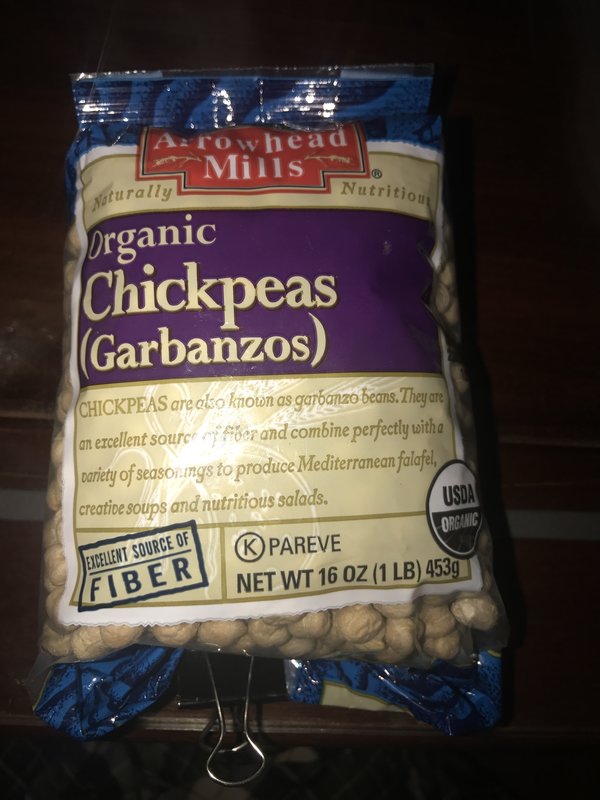 Arrowhead
Mills®
Naturally Nutritious
Organic
Chickpeas
(Garbanzos)
CHICKPEAS are also known as garbanzo beans. They are
an excellent source of fiber and combine perfectly with a
variety of seasonings to produce Mediterranean falafel,
creative soups and nutritious salads.
USDA
ORGANIC
EXCELLENT SOURCE OF
FIBER
K PAREVE
NET WT 16 OZ (1 LB) 453g